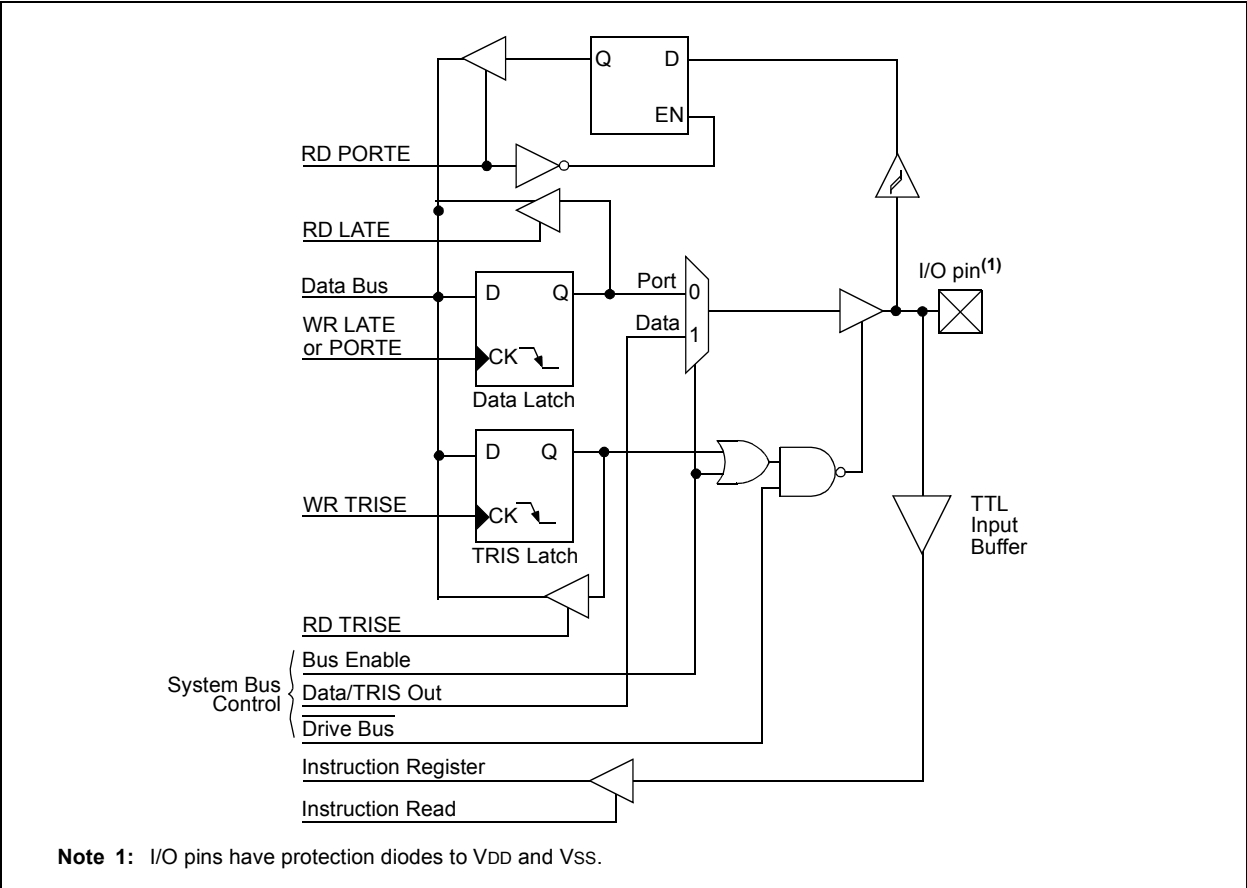 Q D
EN
RD PORTE
RD LATE
I/O pin(1)
Data Bus
D Q
Port
0
WR LATE
or PORTE
Data
1
CK
Data Latch
D Q
WR TRISE
CK
TRIS Latch
TTL
Input
Buffer
RD TRISE
System Bus
Control
Bus Enable
Data/TRIS Out
Drive Bus
Instruction Register
Instruction Read
Note 1: I/O pins have protection diodes to VDD and VSS.